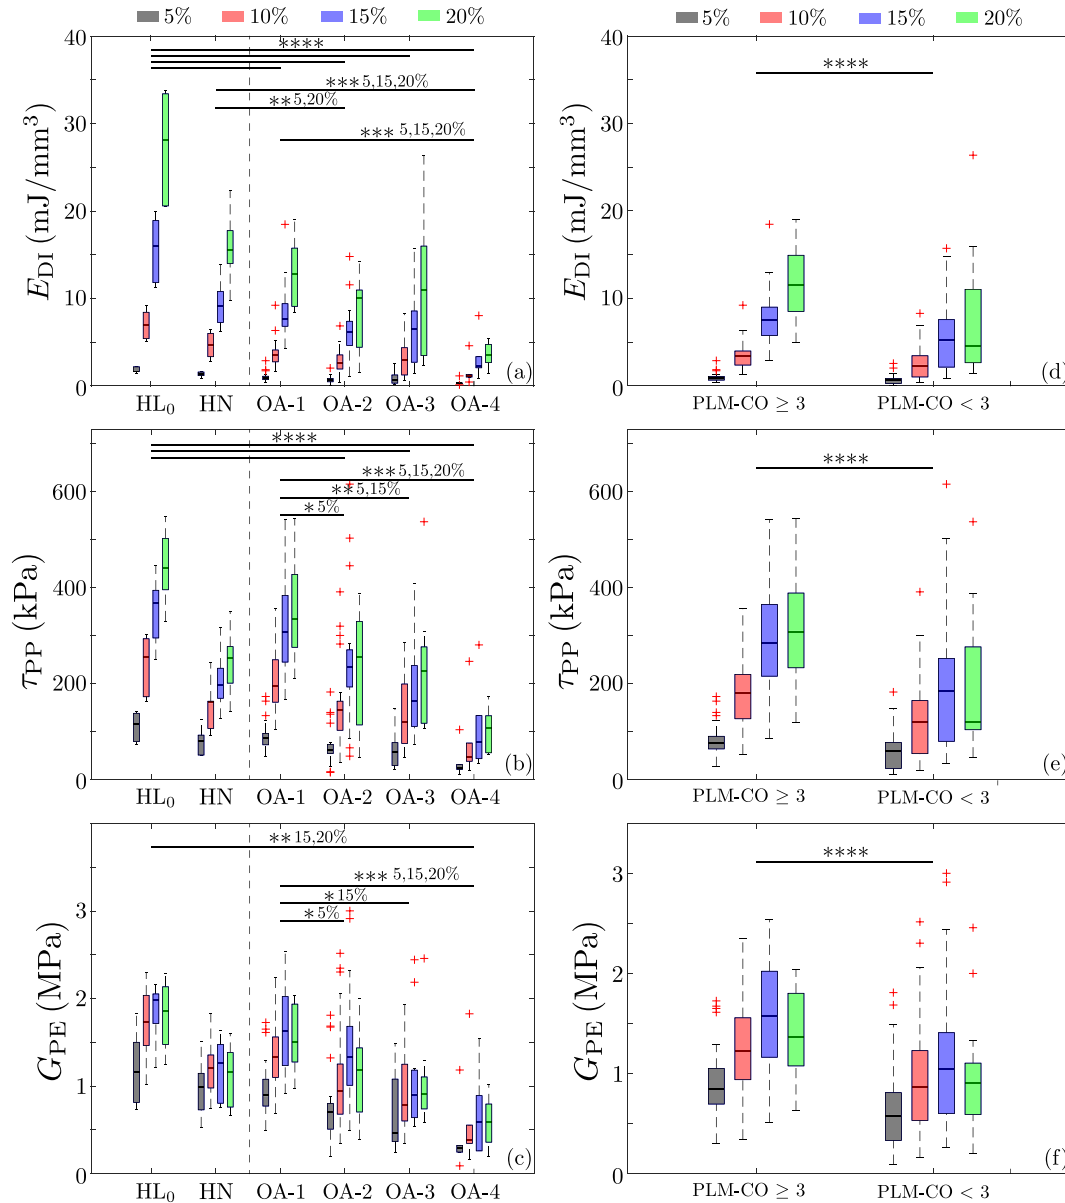 5% 10% 15% 20%
5% 10% 15% 20%
40
30
20
10
0
E_DI (mJ/mm³)
****
*** 5,15,20%
** 5,20%
*** 5,15,20%
(a)
HL₀ HN OA-1 OA-2 OA-3 OA-4
40
30
20
10
0
E_DI (mJ/mm³)
****
(d)
PLM-CO ≥ 3 PLM-CO < 3
600
400
200
0
τ_PP (kPa)
****
*** 5,15,20%
** 5,15%
* 5%
(b)
HL₀ HN OA-1 OA-2 OA-3 OA-4
600
400
200
0
τ_PP (kPa)
****
(e)
PLM-CO ≥ 3 PLM-CO < 3
3
2
1
0
G_PE (MPa)
** 15,20%
*** 5,15,20%
* 15%
* 5%
(c)
HL₀ HN OA-1 OA-2 OA-3 OA-4
3
2
1
0
G_PE (MPa)
****
(f)
PLM-CO ≥ 3 PLM-CO < 3